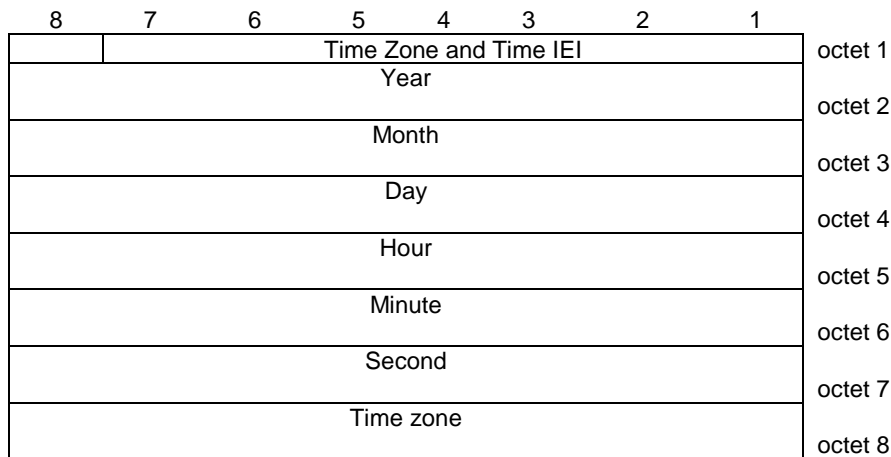 8 7 6 5 4 3 2 1
Time Zone and Time IEI octet 1
Year
octet 2
Month
octet 3
Day
octet 4
Hour
octet 5
Minute
octet 6
Second
octet 7
Time zone
octet 8